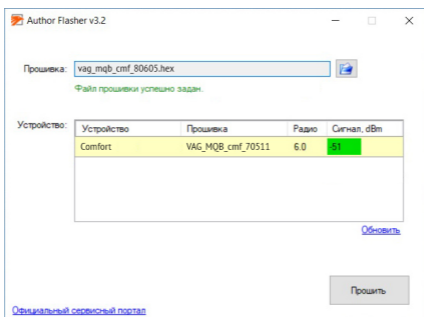 Author Flasher v3.2
Прошивка: vag_mqb_cmf_80605.hex
Файл прошивки успешно задан.
Устройство: Устройство Прошивка Радио Сигнал, dBm
Comfort VAG_MQB_cmf_70511 6.0 -51
Обновить
Прошить
Официальный сервисный портал